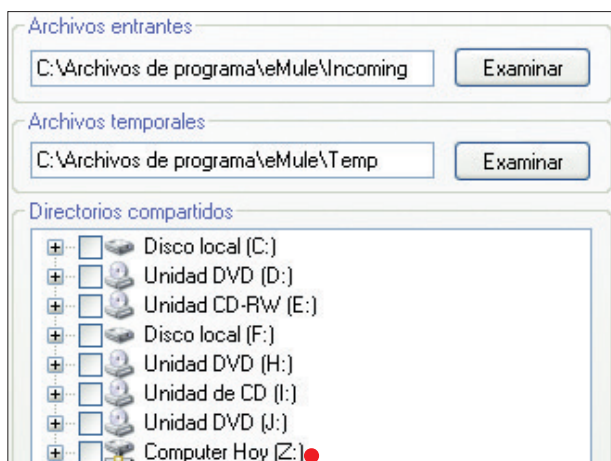 Archivos entrantes
C:\Archivos de programa\eMule\Incoming
Examinar
Archivos temporales
C:\Archivos de programa\eMule\Temp
Examinar
Directorios compartidos
Disco local (C:)
Unidad DVD (D:)
Unidad CD-RW (E:)
Disco local (F:)
Unidad DVD (H:)
Unidad de CD (I:)
Unidad DVD (J:)
Computer Hoy (Z:)